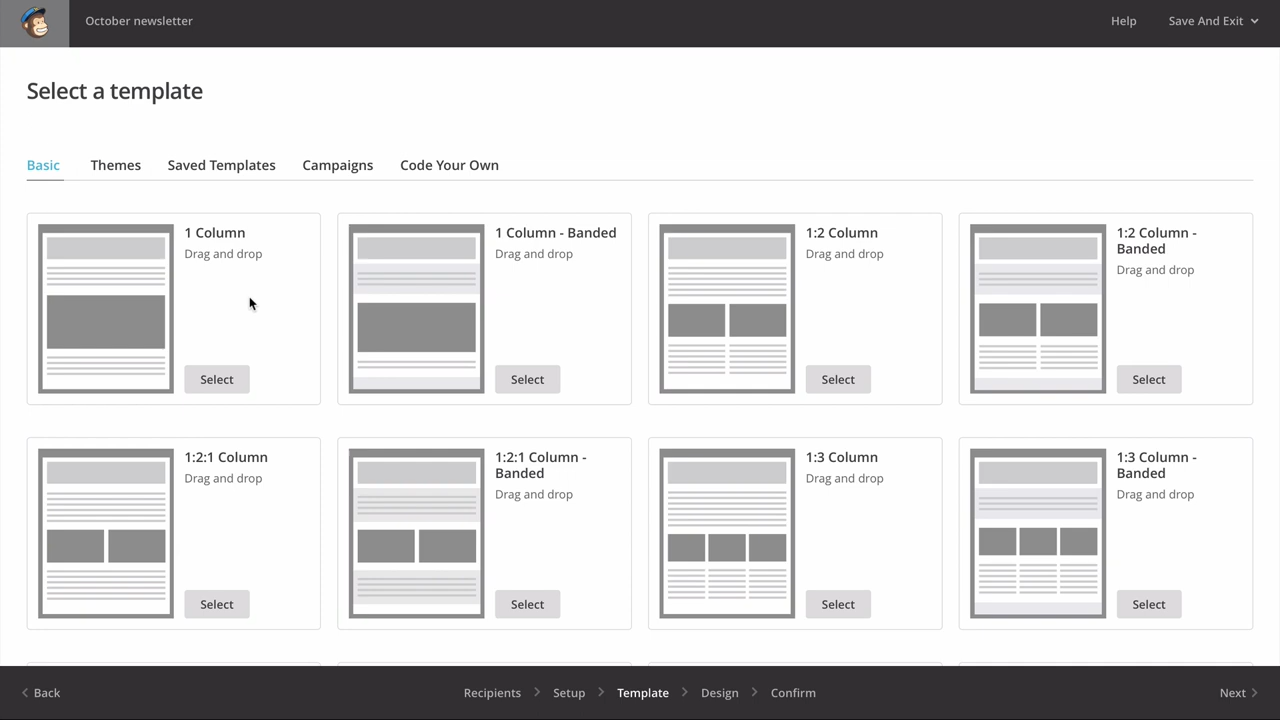 October newsletter
Help
Save And Exit
Select a template
Basic
Themes
Saved Templates
Campaigns
Code Your Own
1 Column
Drag and drop
Select
1 Column - Banded
Drag and drop
Select
1:2 Column
Drag and drop
Select
1:2 Column -
Banded
Drag and drop
Select
1:2:1 Column
Drag and drop
Select
1:2:1 Column -
Banded
Drag and drop
Select
1:3 Column
Drag and drop
Select
1:3 Column -
Banded
Drag and drop
Select
Back
Recipients
Setup
Template
Design
Confirm
Next